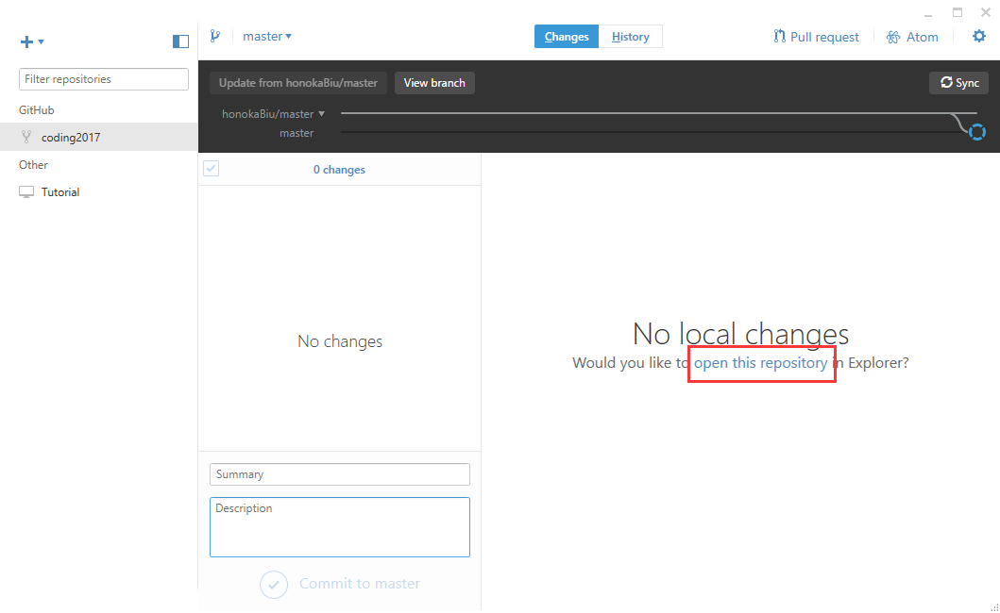 master
Changes
History
Pull request
Atom
Filter repositories
GitHub
coding2017
Other
Tutorial
Update from honokaBiu/master
View branch
Sync
honokaBiu/master
master
0 changes
No changes
Summary
Description
Commit to master
No local changes
Would you like to open this repository in Explorer?